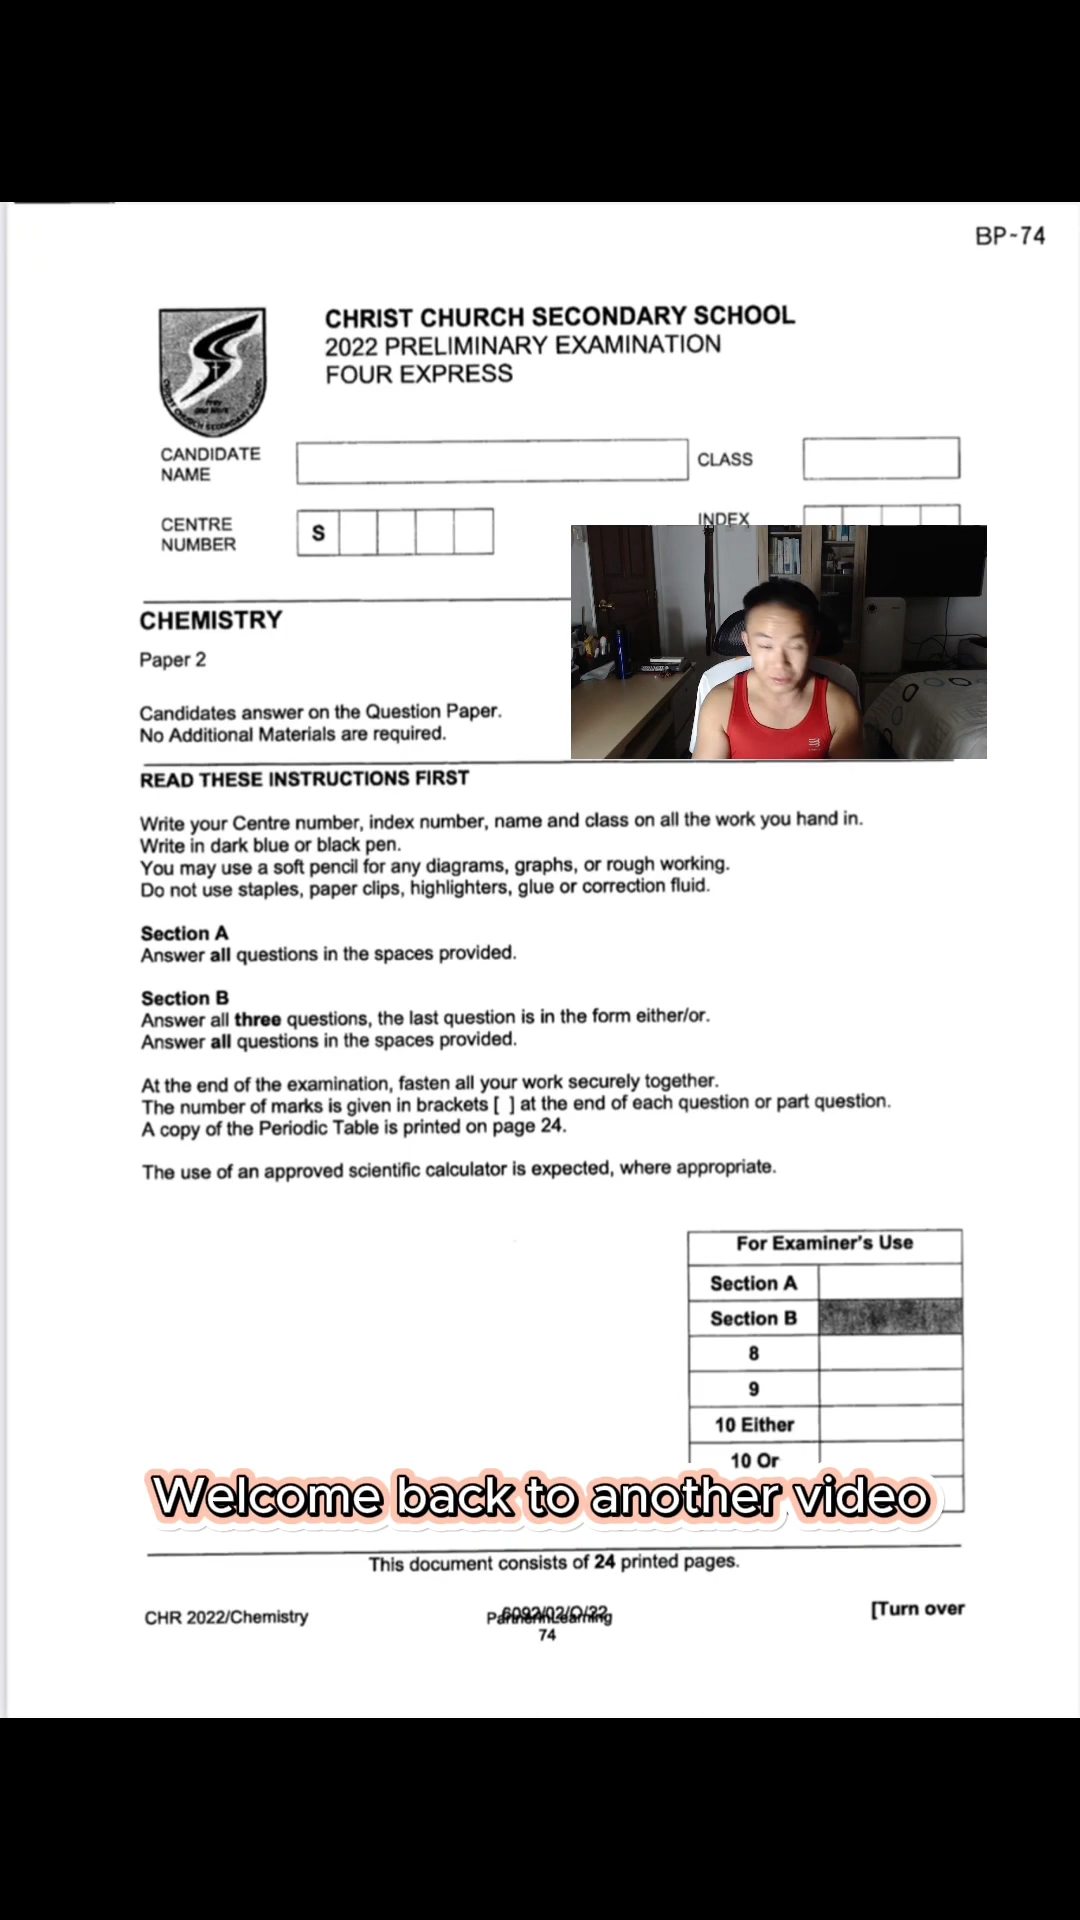 BP-74
CHRIST CHURCH SECONDARY SCHOOL
2022 PRELIMINARY EXAMINATION
FOUR EXPRESS
CANDIDATE
NAME
CLASS
CENTRE
NUMBER
S
INDEX
CHEMISTRY
Paper 2
Candidates answer on the Question Paper.
No Additional Materials are required.
READ THESE INSTRUCTIONS FIRST
Write your Centre number, index number, name and class on all the work you hand in.
Write in dark blue or black pen.
You may use a soft pencil for any diagrams, graphs, or rough working.
Do not use staples, paper clips, highlighters, glue or correction fluid.
Section A
Answer all questions in the spaces provided.
Section B
Answer all three questions, the last question is in the form either/or.
Answer all questions in the spaces provided.
At the end of the examination, fasten all your work securely together.
The number of marks is given in brackets [ ] at the end of each question or part question.
A copy of the Periodic Table is printed on page 24.
The use of an approved scientific calculator is expected, where appropriate.
For Examiner's Use
Section A
Section B
8
9
10 Either
10 Or
Welcome back to another video
This document consists of 24 printed pages.
CHR 2022/Chemistry
[Turn over
74